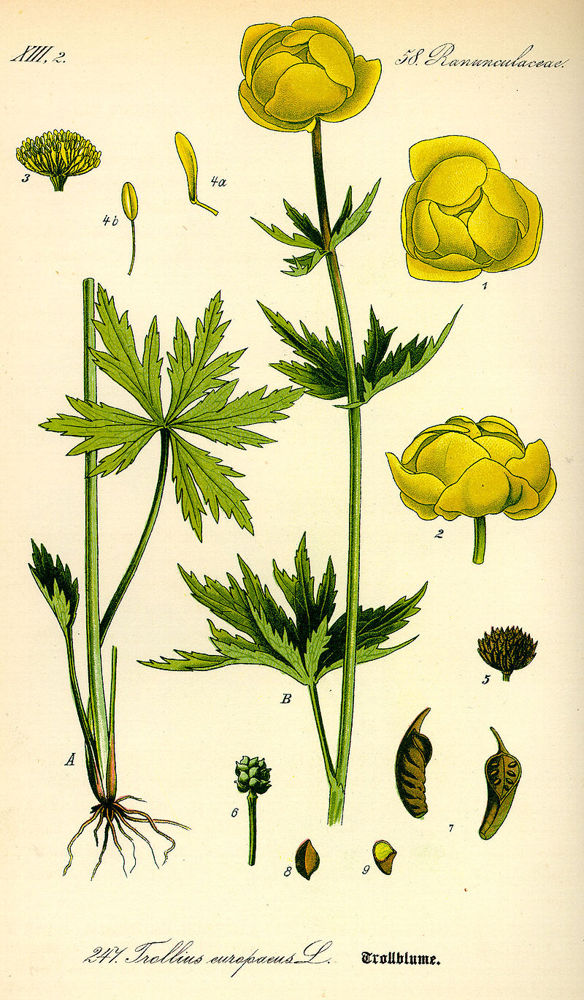 XIII, 2.
58. Ranunculaceae.
3
4a
4b
1
2
5
B
A
6
7
8
9
247. Trollius europaeus L. Trollblume.